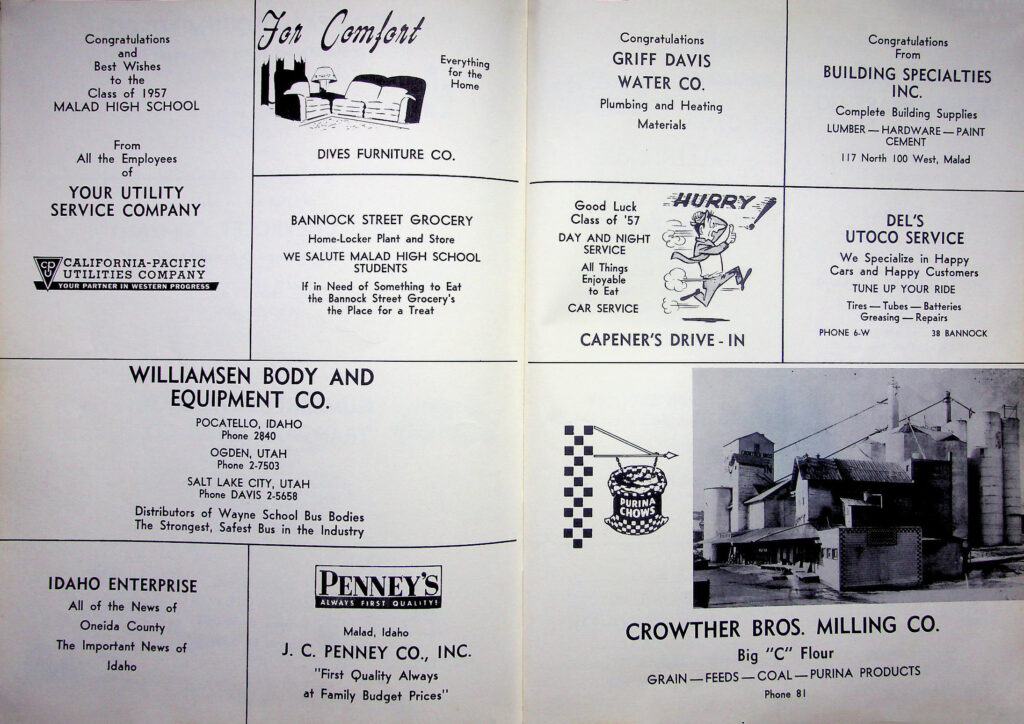 Congratulations
and
Best Wishes
to the
Class of 1957
MALAD HIGH SCHOOL
From
All the Employees
of
YOUR UTILITY
SERVICE COMPANY
CPU
CALIFORNIA-PACIFIC
UTILITIES COMPANY
YOUR PARTNER IN WESTERN PROGRESS
For Comfort
Everything
for the
Home
DIVES FURNITURE CO.
BANNOCK STREET GROCERY
Home-Locker Plant and Store
WE SALUTE MALAD HIGH SCHOOL
STUDENTS
If in Need of Something to Eat
the Bannock Street Grocery's
the Place for a Treat
WILLIAMSEN BODY AND
EQUIPMENT CO.
POCATELLO, IDAHO
Phone 2840
OGDEN, UTAH
Phone 2-7503
SALT LAKE CITY, UTAH
Phone DAVIS 2-5658
Distributors of Wayne School Bus Bodies
The Strongest, Safest Bus in the Industry
IDAHO ENTERPRISE
All of the News of
Oneida County
The Important News of
Idaho
PENNEY'S
ALWAYS FIRST QUALITY!
Malad, Idaho
J. C. PENNEY CO., INC.
"First Quality Always
at Family Budget Prices"
Congratulations
GRIFF DAVIS
WATER CO.
Plumbing and Heating
Materials
Congratulations
From
BUILDING SPECIALTIES
INC.
Complete Building Supplies
LUMBER — HARDWARE — PAINT
CEMENT
117 North 100 West, Malad
Good Luck
Class of '57
DAY AND NIGHT
SERVICE
All Things
Enjoyable
to Eat
CAR SERVICE
HURRY!
CAPENER'S DRIVE - IN
DEL'S
UTOCO SERVICE
We Specialize in Happy
Cars and Happy Customers
TUNE UP YOUR RIDE
Tires — Tubes — Batteries
Greasing — Repairs
PHONE 6-W 38 BANNOCK
PURINA
CHOWS
CROWTHER BROS. MILLING CO.
Big "C" Flour
GRAIN — FEEDS — COAL — PURINA PRODUCTS
Phone 81